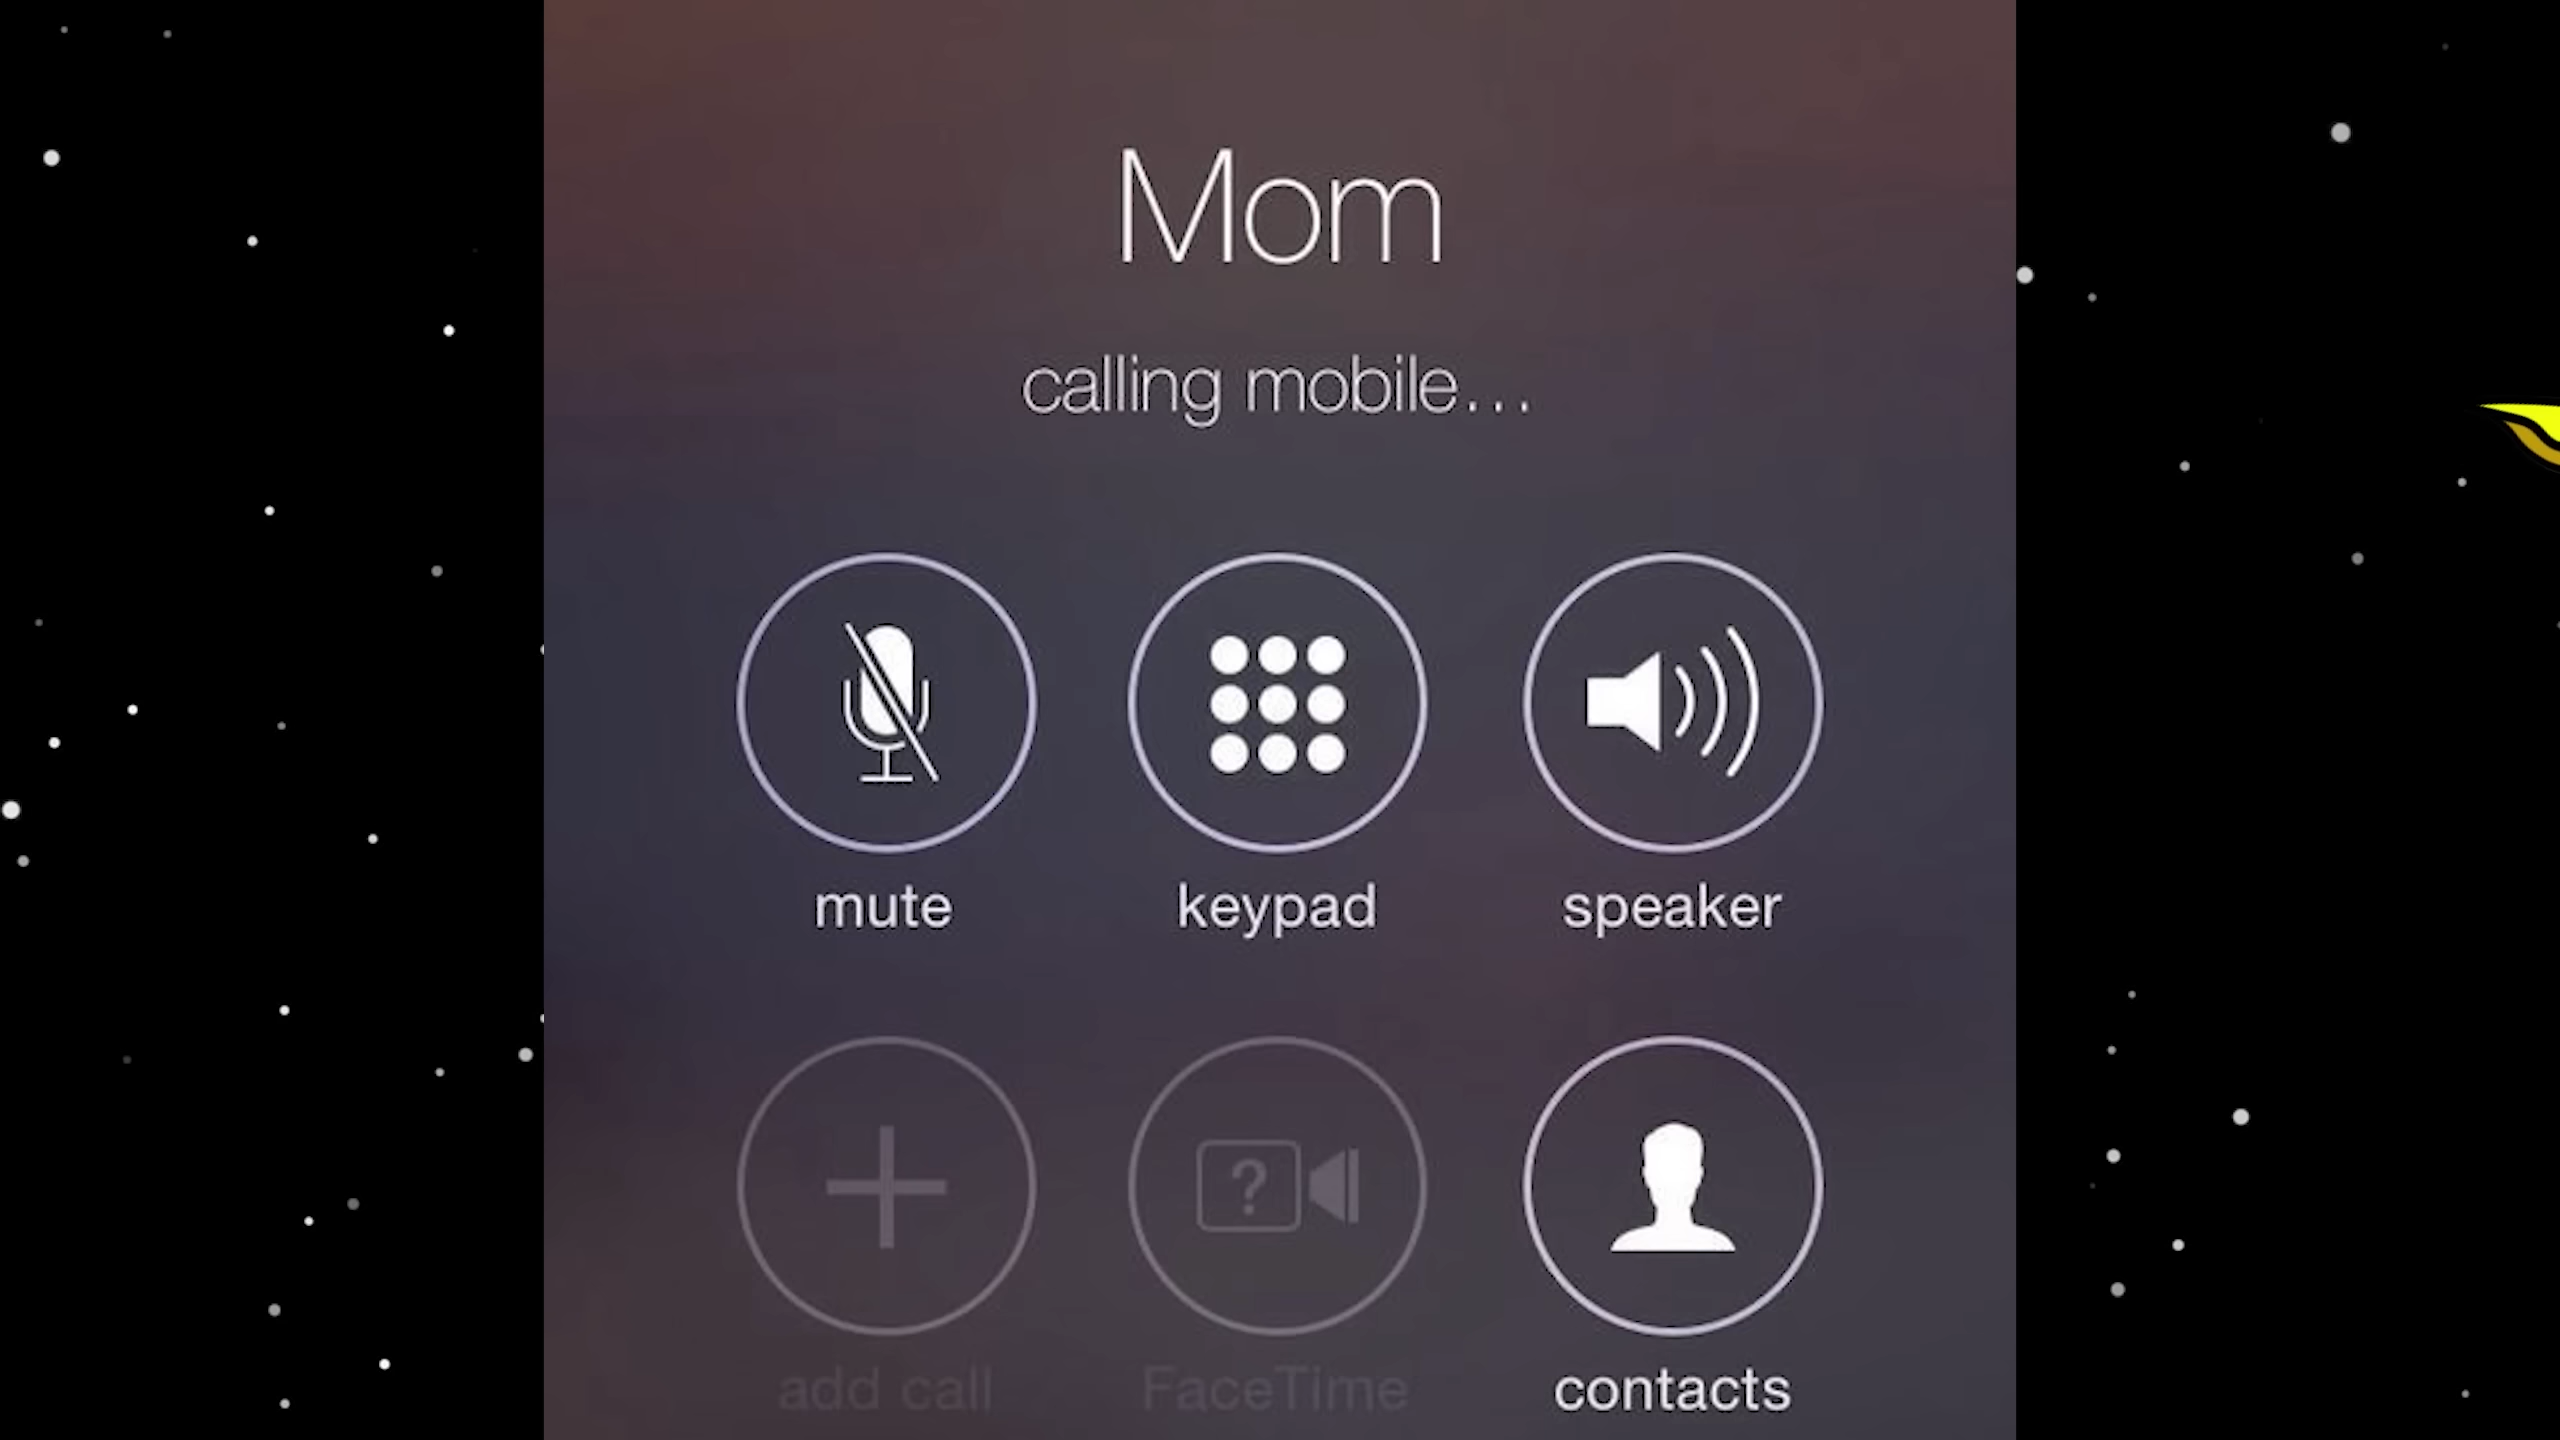 Mom
calling mobile...
mute
keypad
speaker
add call
FaceTime
contacts